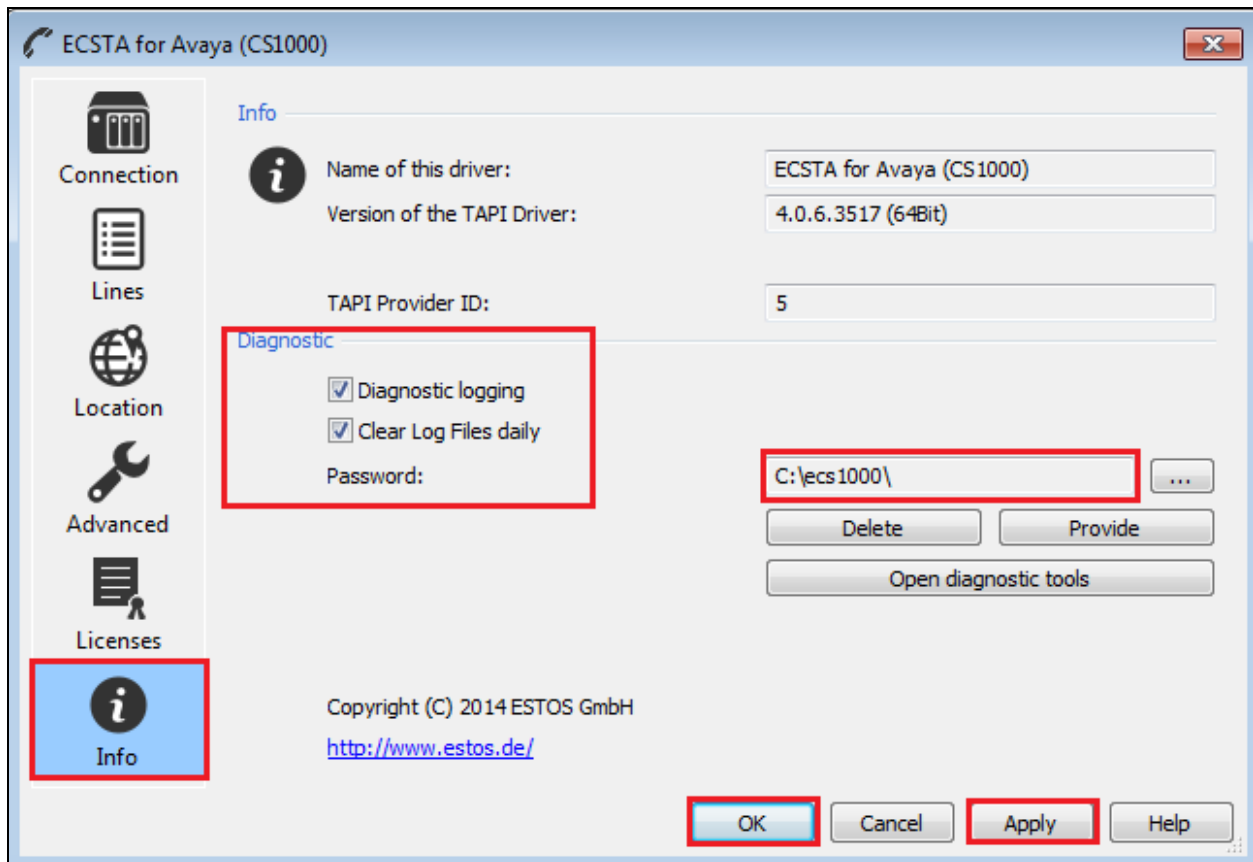 ECSTA for Avaya (CS1000)
Connection
Lines
Location
Advanced
Licenses
Info
Info
Name of this driver: ECSTA for Avaya (CS1000)
Version of the TAPI Driver: 4.0.6.3517 (64Bit)
TAPI Provider ID: 5
Diagnostic
Diagnostic logging
Clear Log Files daily
Password: C:\ecs1000\ ...
Delete Provide
Open diagnostic tools
Copyright (C) 2014 ESTOS GmbH
http://www.estos.de/
OK Cancel Apply Help